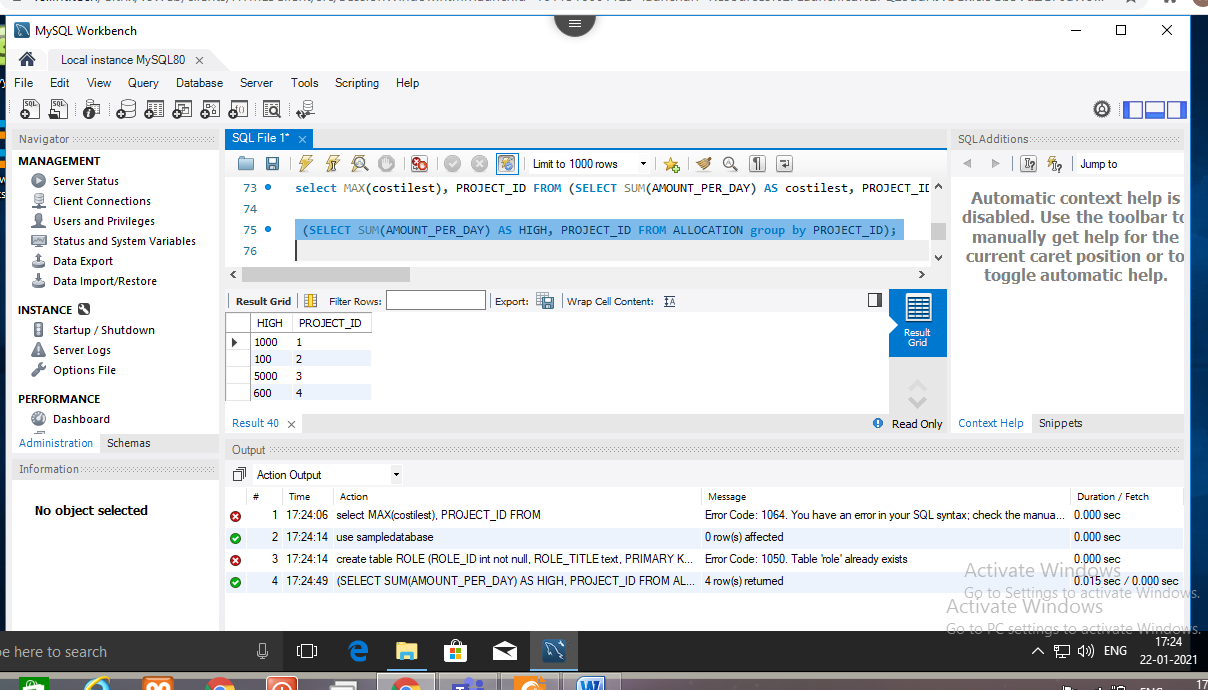 MySQL Workbench
Local instance MySQL80
File Edit View Query Database Server Tools Scripting Help
Navigator
MANAGEMENT
Server Status
Client Connections
Users and Privileges
Status and System Variables
Data Export
Data Import/Restore
INSTANCE
Startup / Shutdown
Server Logs
Options File
PERFORMANCE
Dashboard
Administration Schemas
Information
No object selected
SQL File 1*
Limit to 1000 rows
73 select MAX(costilest), PROJECT_ID FROM (SELECT SUM(AMOUNT_PER_DAY) AS costilest, PROJECT_ID
74
75 (SELECT SUM(AMOUNT_PER_DAY) AS HIGH, PROJECT_ID FROM ALLOCATION group by PROJECT_ID);
76
Result Grid Filter Rows: Export: Wrap Cell Content:
HIGH PROJECT_ID
1000 1
100 2
5000 3
600 4
Result Grid
Result 40 Read Only
SQLAdditions
Jump to
Automatic context help is
disabled. Use the toolbar to
manually get help for the
current caret position or to
toggle automatic help.
Context Help Snippets
Output
Action Output
# Time Action Message Duration / Fetch
1 17:24:06 select MAX(costilest), PROJECT_ID FROM Error Code: 1064. You have an error in your SQL syntax; check the manua... 0.000 sec
2 17:24:14 use sampledatabase 0 row(s) affected 0.000 sec
3 17:24:14 create table ROLE (ROLE_ID int not null, ROLE_TITLE text, PRIMARY K... Error Code: 1050. Table 'role' already exists 0.000 sec
4 17:24:49 (SELECT SUM(AMOUNT_PER_DAY) AS HIGH, PROJECT_ID FROM AL... 4 row(s) returned 0.015 sec / 0.000 sec
Activate Windows
Go to Settings to activate Windows.
Activate Windows
Go to PC settings to activate Windows.
e here to search
ENG
17:24
22-01-2021